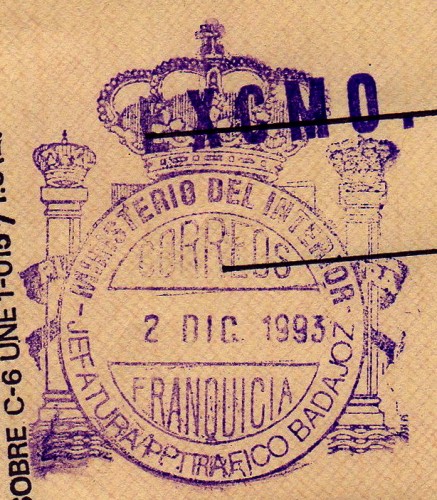 EXCMO.
MINISTERIO DEL INTERIOR
CORREOS
2 DIC. 1993
FRANQUICIA
- JEFATURA P. TRAFICO BADAJOZ -
SOBRE C-6 UNE 1-015 /